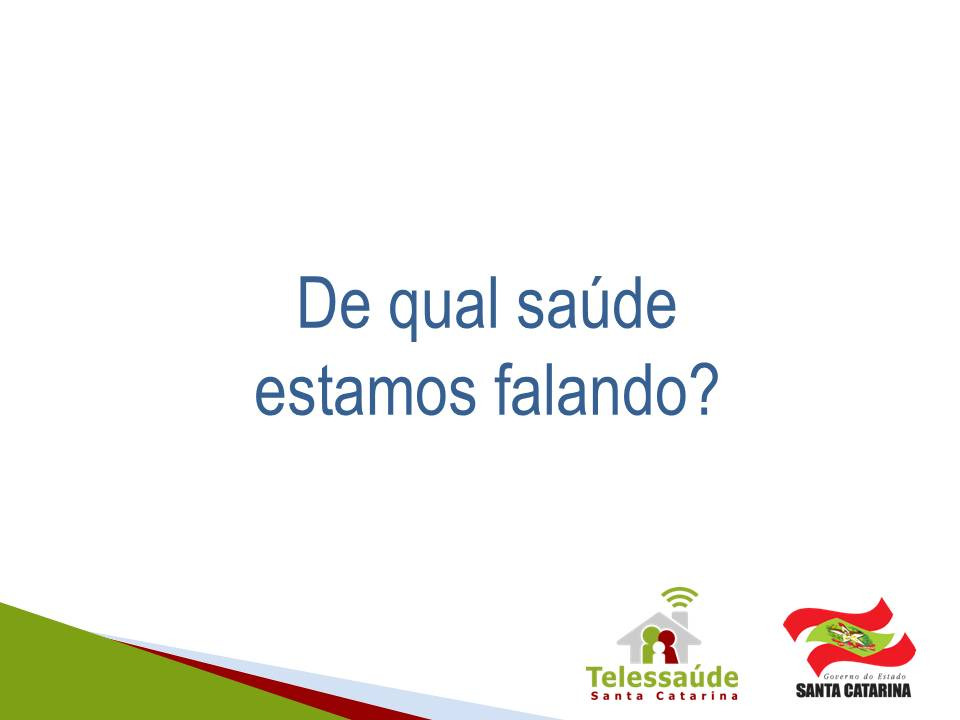 De qual saúde
estamos falando?
Telessaúde
Santa Catarina
Governo do Estado
SANTA CATARINA